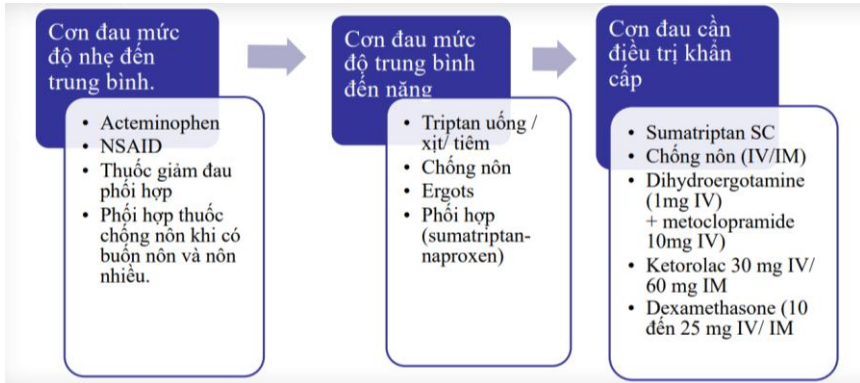 Cơn đau mức
độ nhẹ đến
trung bình.
• Acteminophen
• NSAID
• Thuốc giảm đau
phối hợp
• Phối hợp thuốc
chống nôn khi có
buồn nôn và nôn
nhiều.
Cơn đau mức
độ trung bình
đến năng
• Triptan uống /
xịt/ tiêm
• Chống nôn
• Ergots
• Phối hợp
(sumatriptan-
naproxen)
Cơn đau cần
điều trị khẩn
cấp
• Sumatriptan SC
• Chống nôn (IV/IM)
• Dihydroergotamine
(1mg IV)
+ metoclopramide
10mg IV)
• Ketorolac 30 mg IV/
60 mg IM
• Dexamethasone (10
đến 25 mg IV/ IM